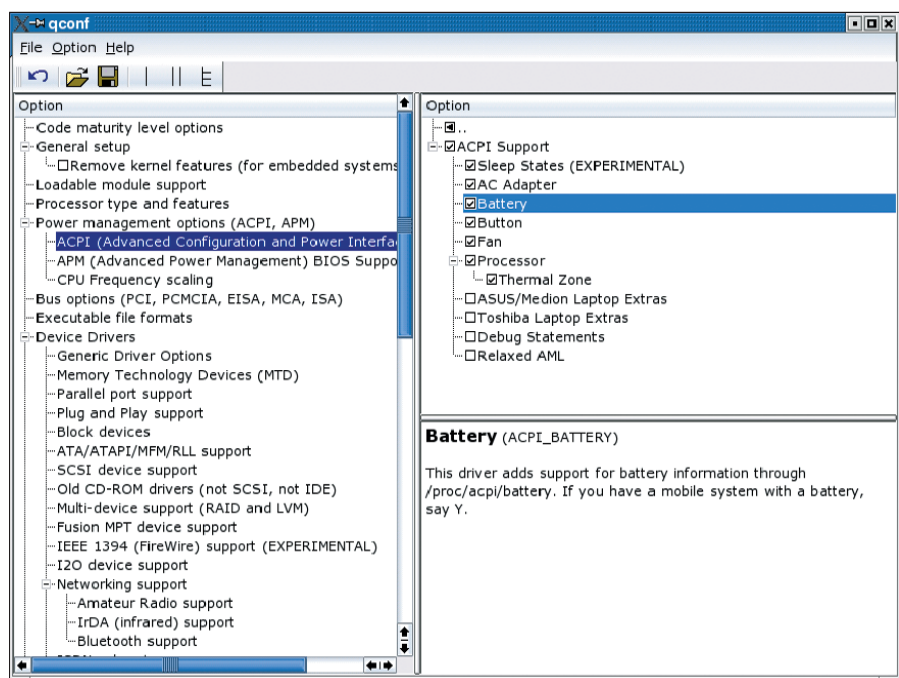 qconf
File Option Help
Option
Code maturity level options
General setup
Remove kernel features (for embedded systems
Loadable module support
Processor type and features
Power management options (ACPI, APM)
ACPI (Advanced Configuration and Power Interfa
APM (Advanced Power Management) BIOS Suppo
CPU Frequency scaling
Bus options (PCI, PCMCIA, EISA, MCA, ISA)
Executable file formats
Device Drivers
Generic Driver Options
Memory Technology Devices (MTD)
Parallel port support
Plug and Play support
Block devices
ATA/ATAPI/MFM/RLL support
SCSI device support
Old CD-ROM drivers (not SCSI, not IDE)
Multi-device support (RAID and LVM)
Fusion MPT device support
IEEE 1394 (FireWire) support (EXPERIMENTAL)
I2O device support
Networking support
Amateur Radio support
IrDA (infrared) support
Bluetooth support
Option
..
ACPI Support
Sleep States (EXPERIMENTAL)
AC Adapter
Battery
Button
Fan
Processor
Thermal Zone
ASUS/Medion Laptop Extras
Toshiba Laptop Extras
Debug Statements
Relaxed AML
Battery (ACPI_BATTERY)
This driver adds support for battery information through
/proc/acpi/battery. If you have a mobile system with a battery,
say Y.